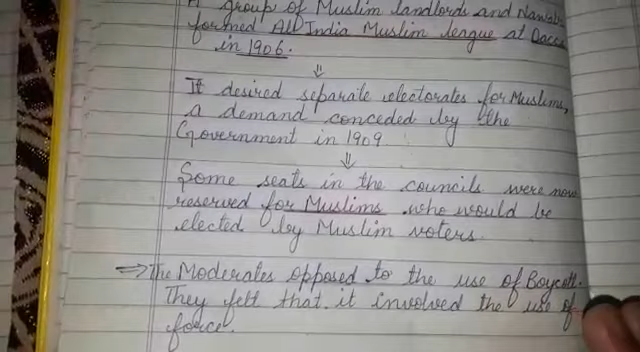 A group of Muslim landlords and Nawabs
formed All India Muslim league at Dacca
in 1906.
⇓
It desired separate electorates for Muslims,
a demand conceded by the
Government in 1909
⇓
Some seats in the councils were now
reserved for Muslims who would be
elected by Muslim voters.
⇒ The Moderates opposed to the use of Boycott.
They felt that it involved the use of
force.